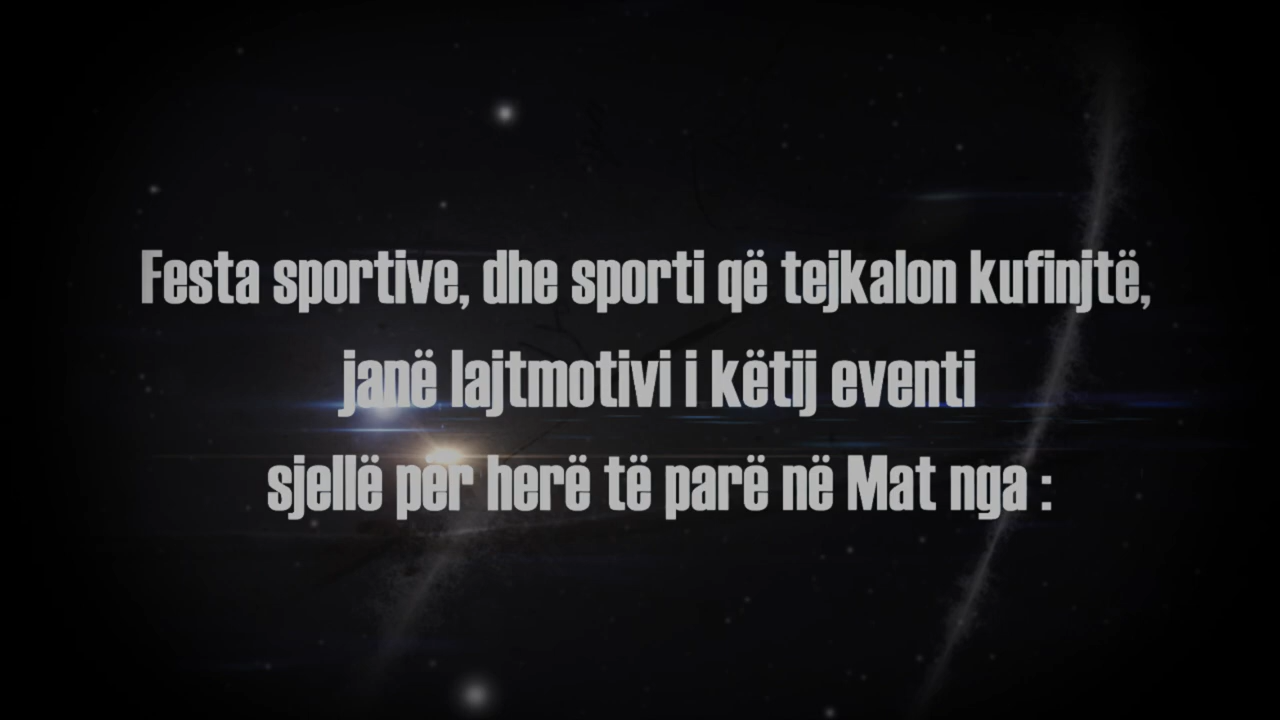 Festa sportive, dhe sporti që tejkalon kufinjtë,
janë lajtmotivi i këtij eventi
sjellë për herë të parë në Mat nga :